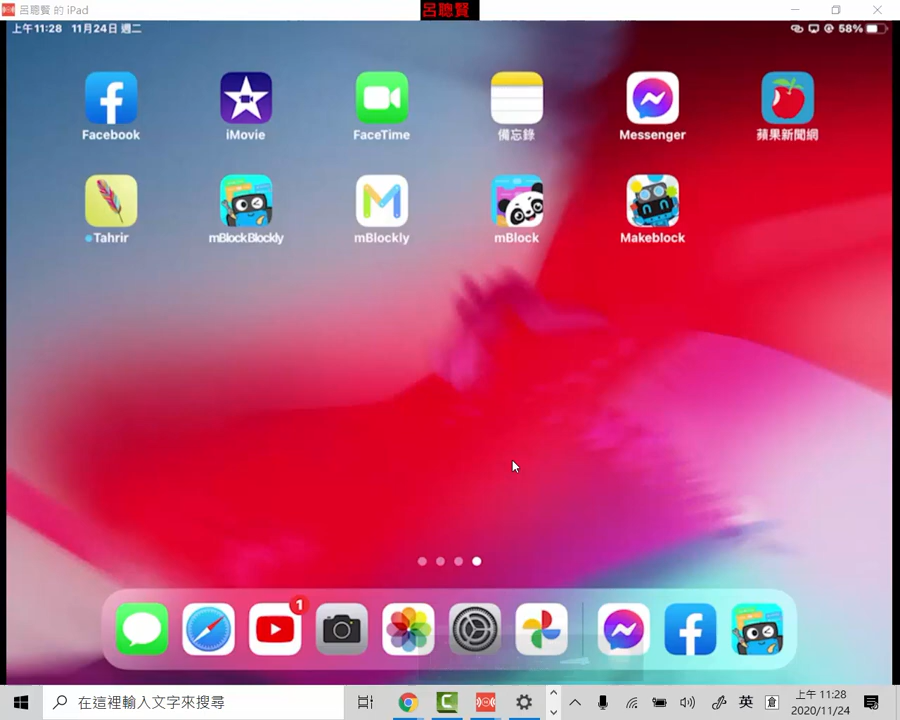 呂聰賢 的 iPad
呂聰賢
上午11:28 11月24日 週二
58%
Facebook
iMovie
FaceTime
備忘錄
Messenger
蘋果新聞網
Tahrir
mBlock Blockly
mBlockly
mBlock
Makeblock
1
在這裡輸入文字來搜尋
英
倉
上午 11:28
2020/11/24